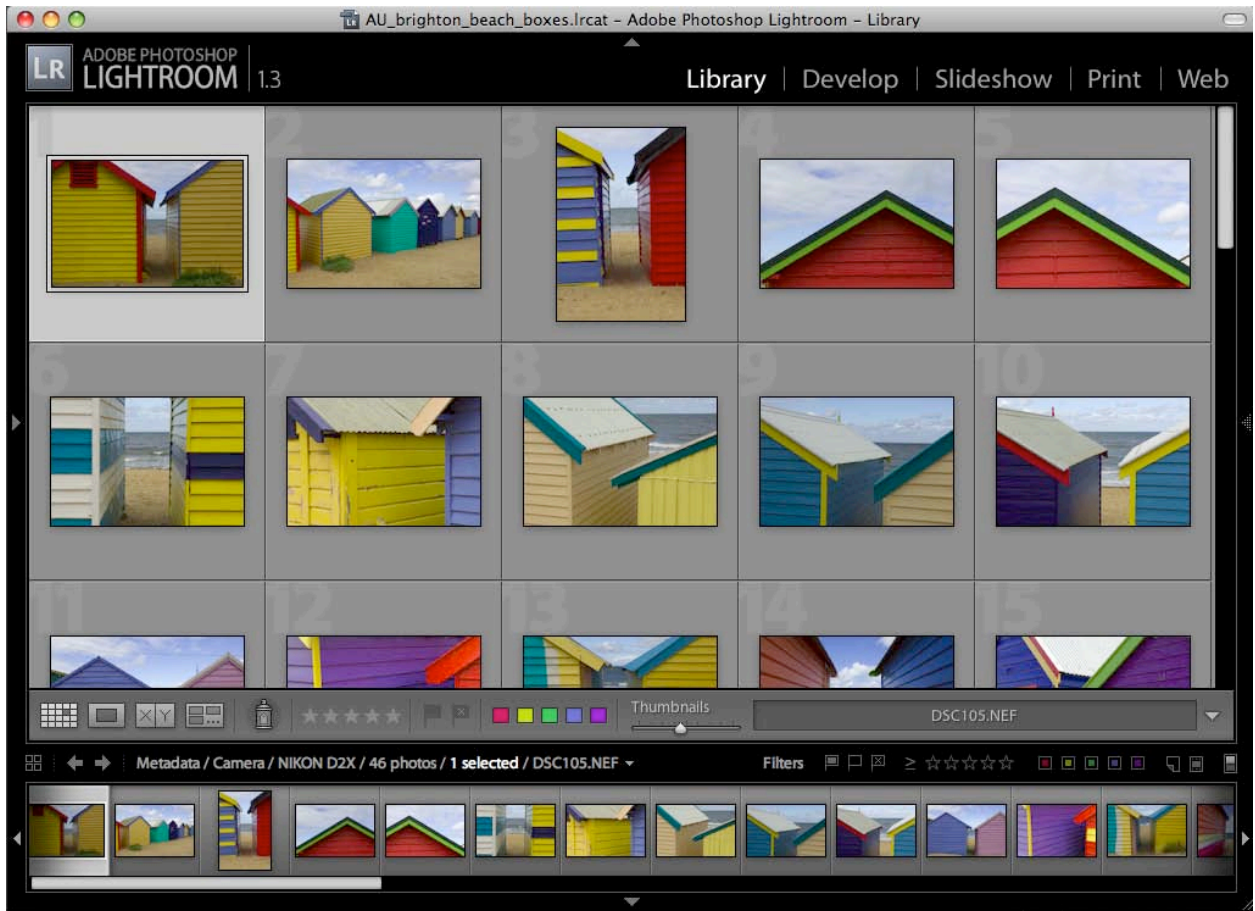 AU_brighton_beach_boxes.lrcat – Adobe Photoshop Lightroom – Library
LR ADOBE PHOTOSHOP
LIGHTROOM 1.3
Library | Develop | Slideshow | Print | Web
1 2 3 4 5
6 7 8 9 10
11 12 13 14 15
XY Thumbnails DSC105.NEF
Metadata / Camera / NIKON D2X / 46 photos / 1 selected / DSC105.NEF Filters ≥